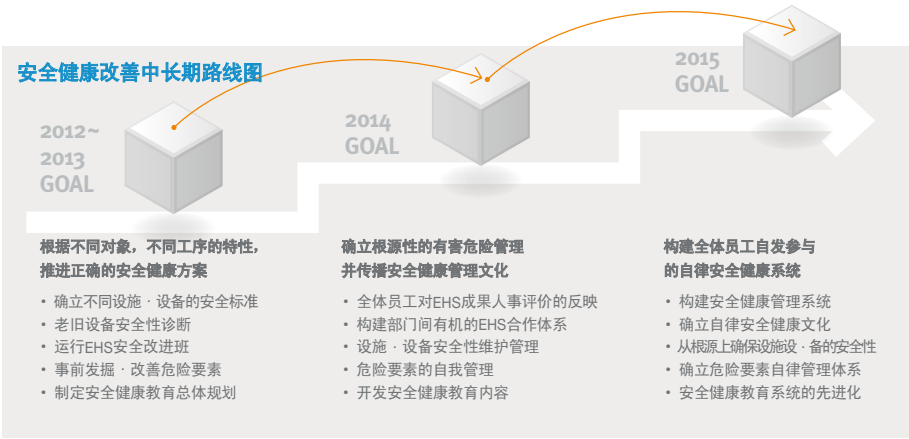 安全健康改善中长期路线图
2012~
2013
GOAL
根据不同对象，不同工序的特性，
推进正确的安全健康方案
• 确立不同设施 · 设备的安全标准
• 老旧设备安全性诊断
• 运行EHS安全改进班
• 事前发掘 · 改善危险要素
• 制定安全健康教育总体规划
2014
GOAL
确立根源性的有害危险管理
并传播安全健康管理文化
• 全体员工对EHS成果人事评价的反映
• 构建部门间有机的EHS合作体系
• 设施 · 设备安全性维护管理
• 危险要素的自我管理
• 开发安全健康教育内容
2015
GOAL
构建全体员工自发参与
的自律安全健康系统
• 构建安全健康管理系统
• 确立自律安全健康文化
• 从根源上确保设施设 · 备的安全性
• 确立危险要素自律管理体系
• 安全健康教育系统的先进化